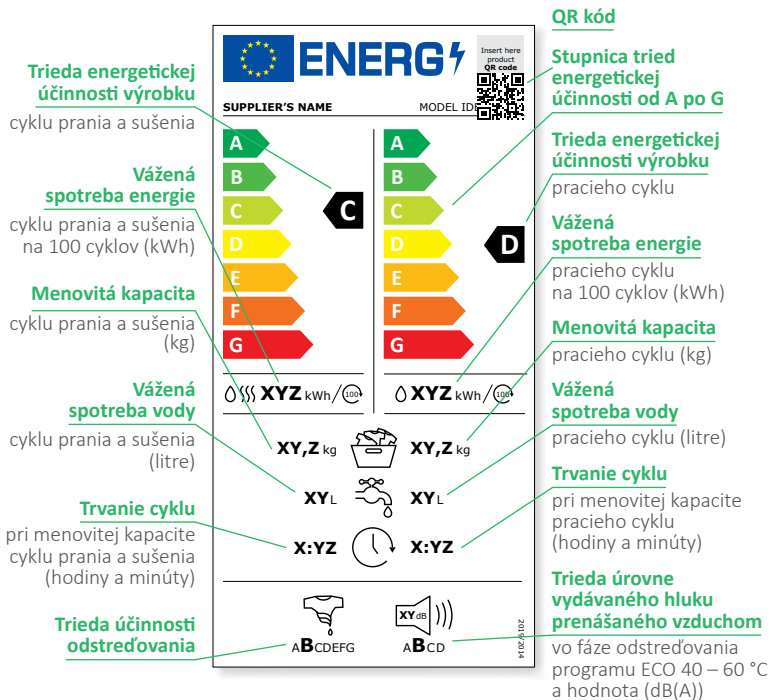 QR kód
Stupnica tried
energetickej
účinnosti od A po G
Trieda energetickej
účinnosti výrobku
pracieho cyklu
Vážená
spotreba energie
pracieho cyklu
na 100 cyklov (kWh)
Menovitá kapacita
pracieho cyklu (kg)
Vážená
spotreba vody
pracieho cyklu (litre)
Trvanie cyklu
pri menovitej kapacite
pracieho cyklu
(hodiny a minúty)
Trieda úrovne
vydávaného hluku
prenášaného vzduchom
vo fáze odstreďovania
programu ECO 40 – 60 °C
a hodnota (dB(A))
Trieda energetickej
účinnosti výrobku
cyklu prania a sušenia
Vážená
spotreba energie
cyklu prania a sušenia
na 100 cyklov (kWh)
Menovitá kapacita
cyklu prania a sušenia
(kg)
Vážená
spotreba vody
cyklu prania a sušenia
(litre)
Trvanie cyklu
pri menovitej kapacite
cyklu prania a sušenia
(hodiny a minúty)
Trieda účinnosti
odstreďovania
ENERG
Insert here
product
QR code
SUPPLIER'S NAME MODEL
A A
B B
C C C
D D D
E E
F F
G G
XYZ kWh/100 XYZ kWh/100
XY,Z kg XY,Z kg
XY L XY L
X:YZ X:YZ
XY dB
ABCDEFG ABCD
2019/2014